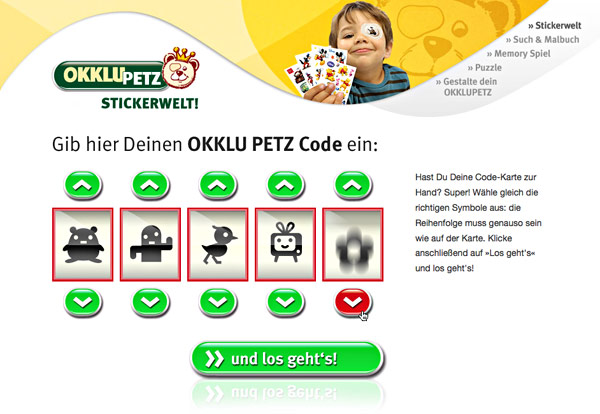 » Stickerwelt
» Such & Malbuch
» Memory Spiel
» Puzzle
» Gestalte dein
OKKLUPETZ
OKKLUPETZ
STICKERWELT!
Gib hier Deinen OKKLU PETZ Code ein:
Hast Du Deine Code-Karte zur
Hand? Super! Wähle gleich die
richtigen Symbole aus: die
Reihenfolge muss genauso sein
wie auf der Karte. Klicke
anschließend auf »Los geht's«
und los geht's!
und los geht's!